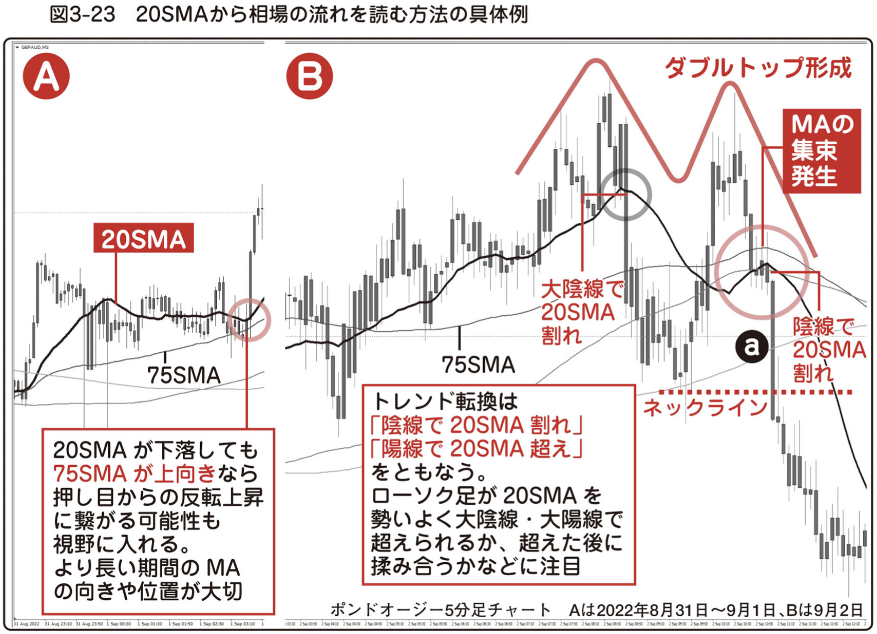 図3-23　20SMAから相場の流れを読む方法の具体例
GBPAUD,M5
A
B
ダブルトップ形成
MAの
集束
発生
20SMA
大陰線で
20SMA
割れ
陰線で
20SMA
割れ
a
75SMA
75SMA
ネックライン
20SMA が下落しても
75SMA が上向きなら
押し目からの反転上昇
に繋がる可能性も
視野に入れる。
より長い期間の MA
の向きや位置が大切
トレンド転換は
「陰線で 20SMA 割れ」
「陽線で 20SMA 超え」
をともなう。
ローソク足が 20SMA を
勢いよく大陰線・大陽線で
超えられるか、超えた後に
揉み合うかなどに注目
ポンドオージー5分足チャート　Aは2022年8月31日〜9月1日、Bは9月2日
31 Aug 2022 31 Aug 23:10 31 Aug 23:50 1 Sep 00:30 1 Sep 01:10 1 Sep 01:50 1 Sep 02:30 1 Sep 03:10